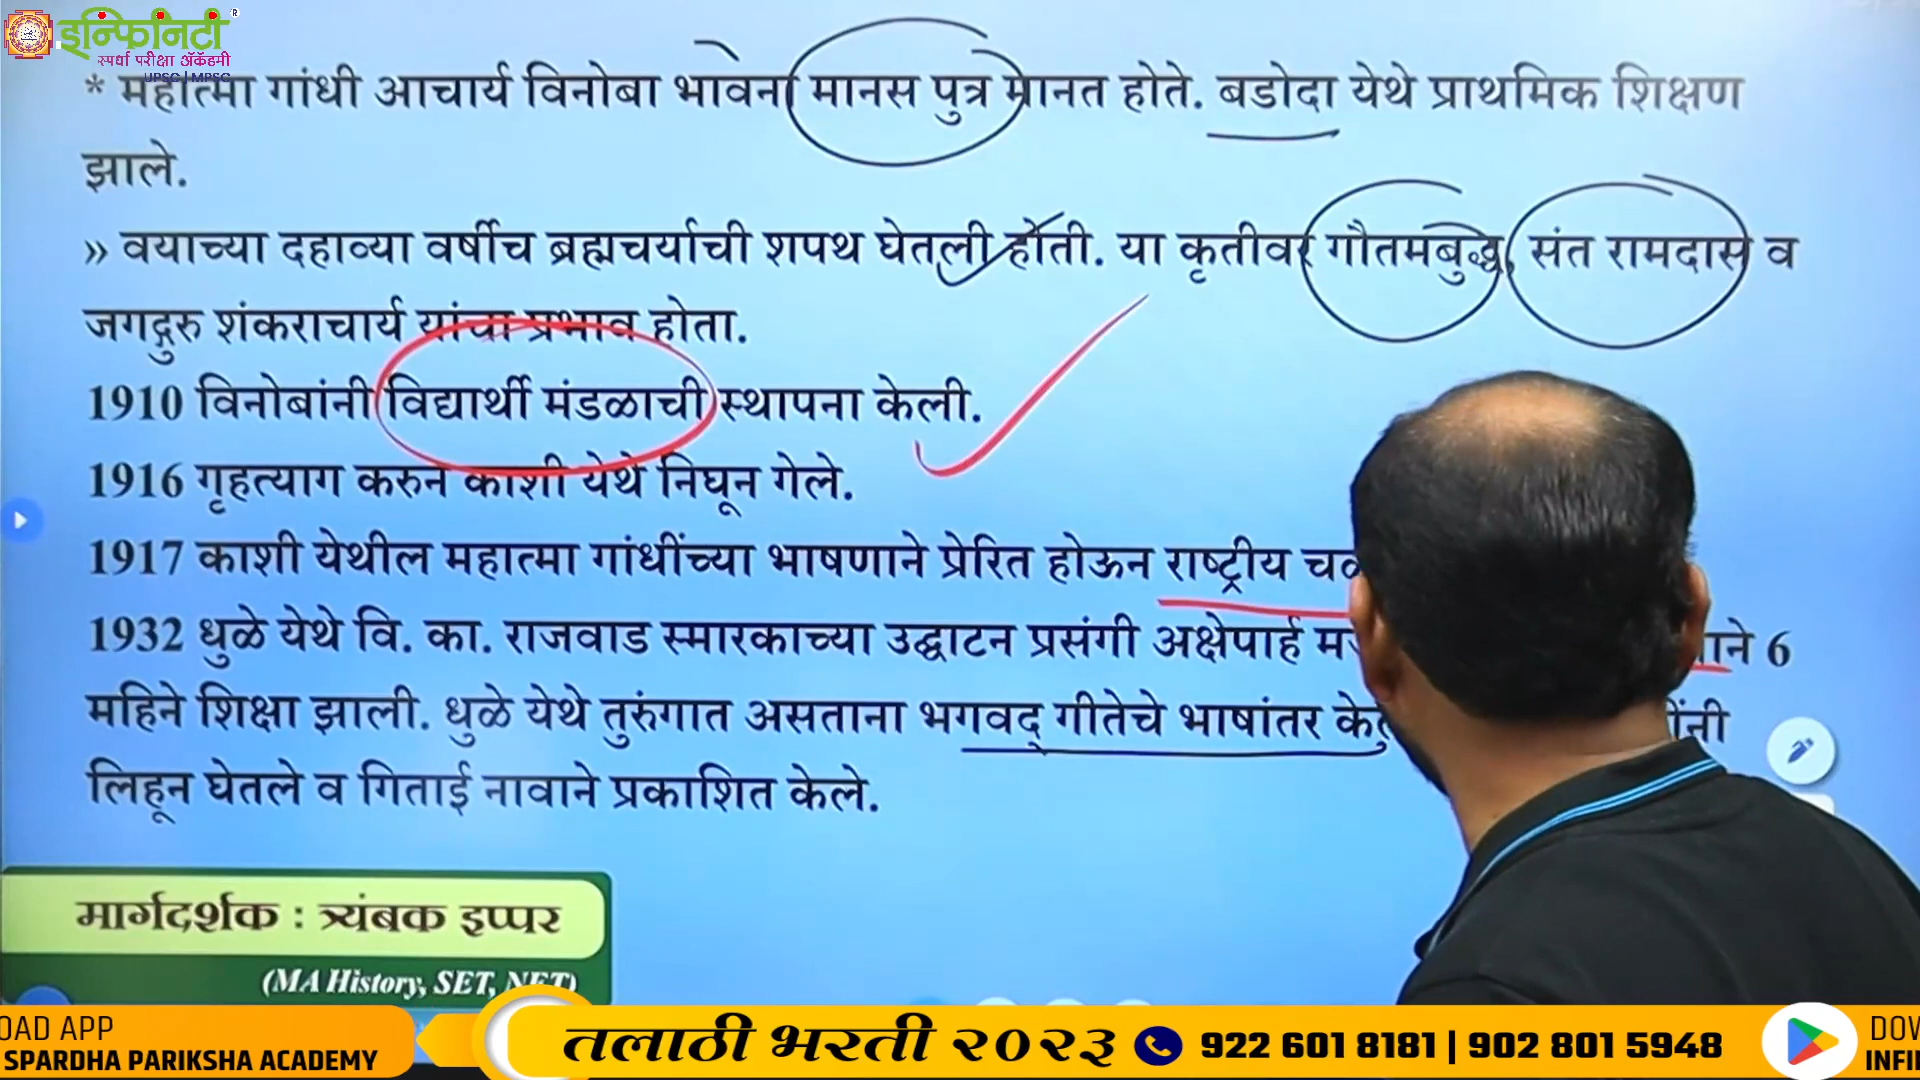 इन्फिनिटी
स्पर्धा परीक्षा अ‍ॅकॅडमी
UPSC | MPSC
* महात्मा गांधी आचार्य विनोबा भावेंना मानस पुत्र मानत होते. बडोदा येथे प्राथमिक शिक्षण
झाले.
» वयाच्या दहाव्या वर्षीच ब्रह्मचर्याची शपथ घेतली होती. या कृतीवर गौतमबुद्ध, संत रामदास व
जगद्गुरु शंकराचार्य यांचा प्रभाव होता.
1910 विनोबांनी विद्यार्थी मंडळाची स्थापना केली.
1916 गृहत्याग करुन काशी येथे निघून गेले.
1917 काशी येथील महात्मा गांधींच्या भाषणाने प्रेरित होऊन राष्ट्रीय
1932 धुळे येथे वि. का. राजवाड स्मारकाच्या उद्घाटन प्रसंगी अक्षेपार्ह 6
महिने शिक्षा झाली. धुळे येथे तुरुंगात असताना भगवद् गीतेचे भाषांतर
लिहून घेतले व गिताई नावाने प्रकाशित केले.
मार्गदर्शक : त्र्यंबक इप्पर
(MA History, SET, NET)
OAD APP
SPARDHA PARIKSHA ACADEMY
तलाठी भरती २०२३ 922 601 8181 | 902 801 5948
DOW
INFI